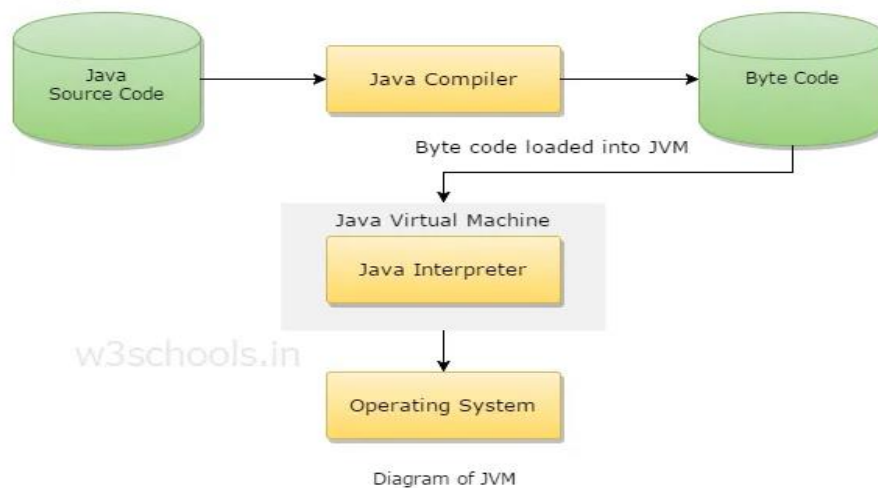 Java
Source Code
Java Compiler
Byte Code
Byte code loaded into JVM
Java Virtual Machine
Java Interpreter
w3schools.in
Operating System
Diagram of JVM